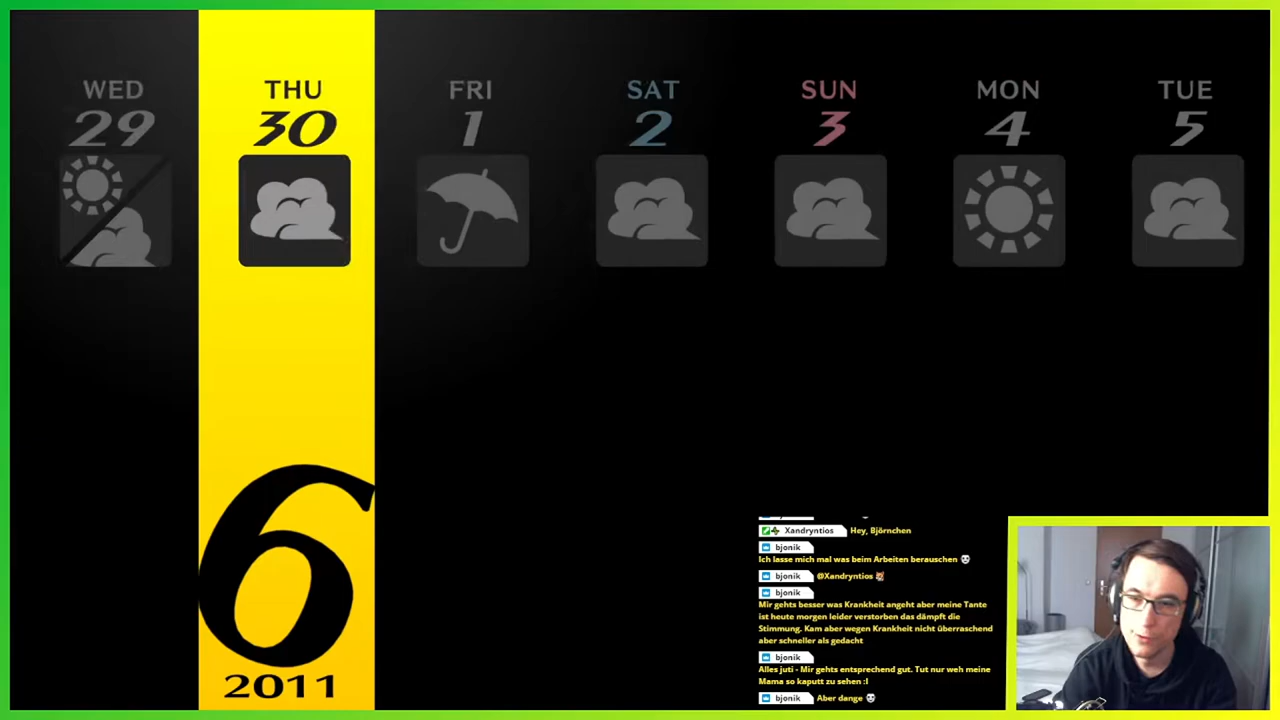 WED THU FRI SAT SUN MON TUE
29 30 1 2 3 4 5
6
2011
Xandryntios Hey, Björnchen
bjonik
Ich lasse mich mal was beim Arbeiten berauschen
bjonik @Xandryntios
bjonik
Mir gehts besser was Krankheit angeht aber meine Tante
ist heute morgen leider verstorben das dämpft die
Stimmung. Kam aber wegen Krankheit nicht überraschend
aber schneller als gedacht
bjonik
Alles juti - Mir gehts entsprechend gut. Tut nur weh meine
Mama so kaputt zu sehen :I
bjonik Aber dange